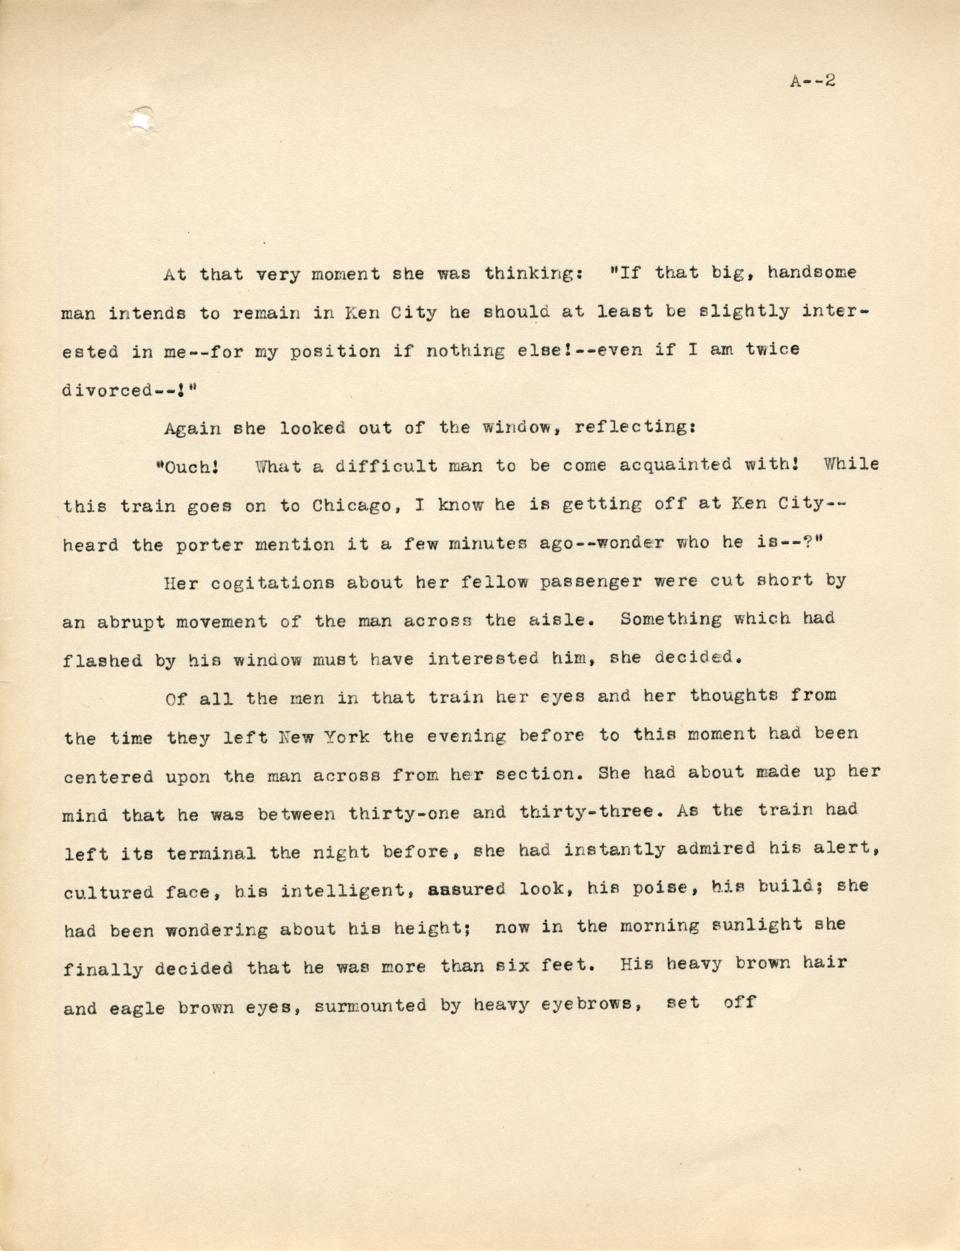 A--2
At that very moment she was thinking: "If that big, handsome
man intends to remain in Ken City he should at least be slightly inter-
ested in me--for my position if nothing else!--even if I am twice
divorced--!"
Again she looked out of the window, reflecting:
"Ouch! What a difficult man to be come acquainted with! While
this train goes on to Chicago, I know he is getting off at Ken City--
heard the porter mention it a few minutes ago--wonder who he is--?"
Her cogitations about her fellow passenger were cut short by
an abrupt movement of the man across the aisle. Something which had
flashed by his window must have interested him, she decided.
Of all the men in that train her eyes and her thoughts from
the time they left New York the evening before to this moment had been
centered upon the man across from her section. She had about made up her
mind that he was between thirty-one and thirty-three. As the train had
left its terminal the night before, she had instantly admired his alert,
cultured face, his intelligent, assured look, his poise, his build; she
had been wondering about his height; now in the morning sunlight she
finally decided that he was more than six feet. His heavy brown hair
and eagle brown eyes, surmounted by heavy eyebrows, set off